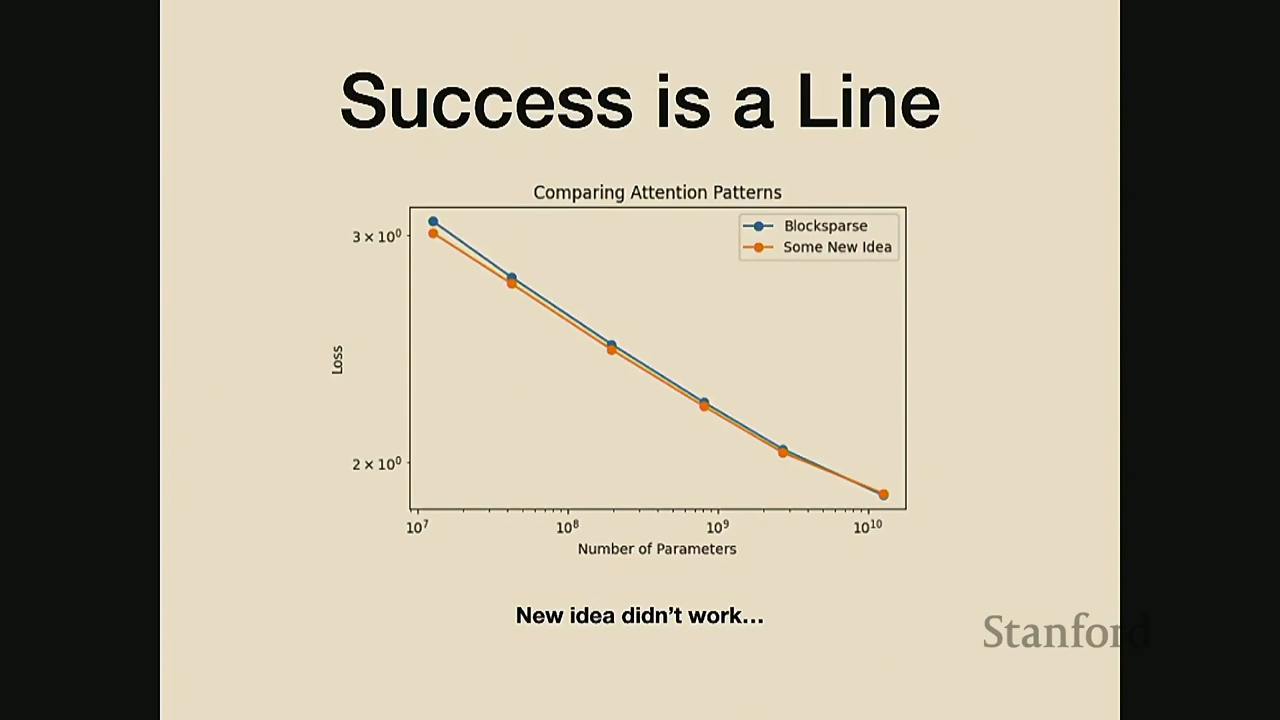 Success is a Line
Comparing Attention Patterns
Blocksparse
Some New Idea
3 × 10⁰
2 × 10⁰
Loss
10⁷ 10⁸ 10⁹ 10¹⁰
Number of Parameters
New idea didn’t work…
Stanford